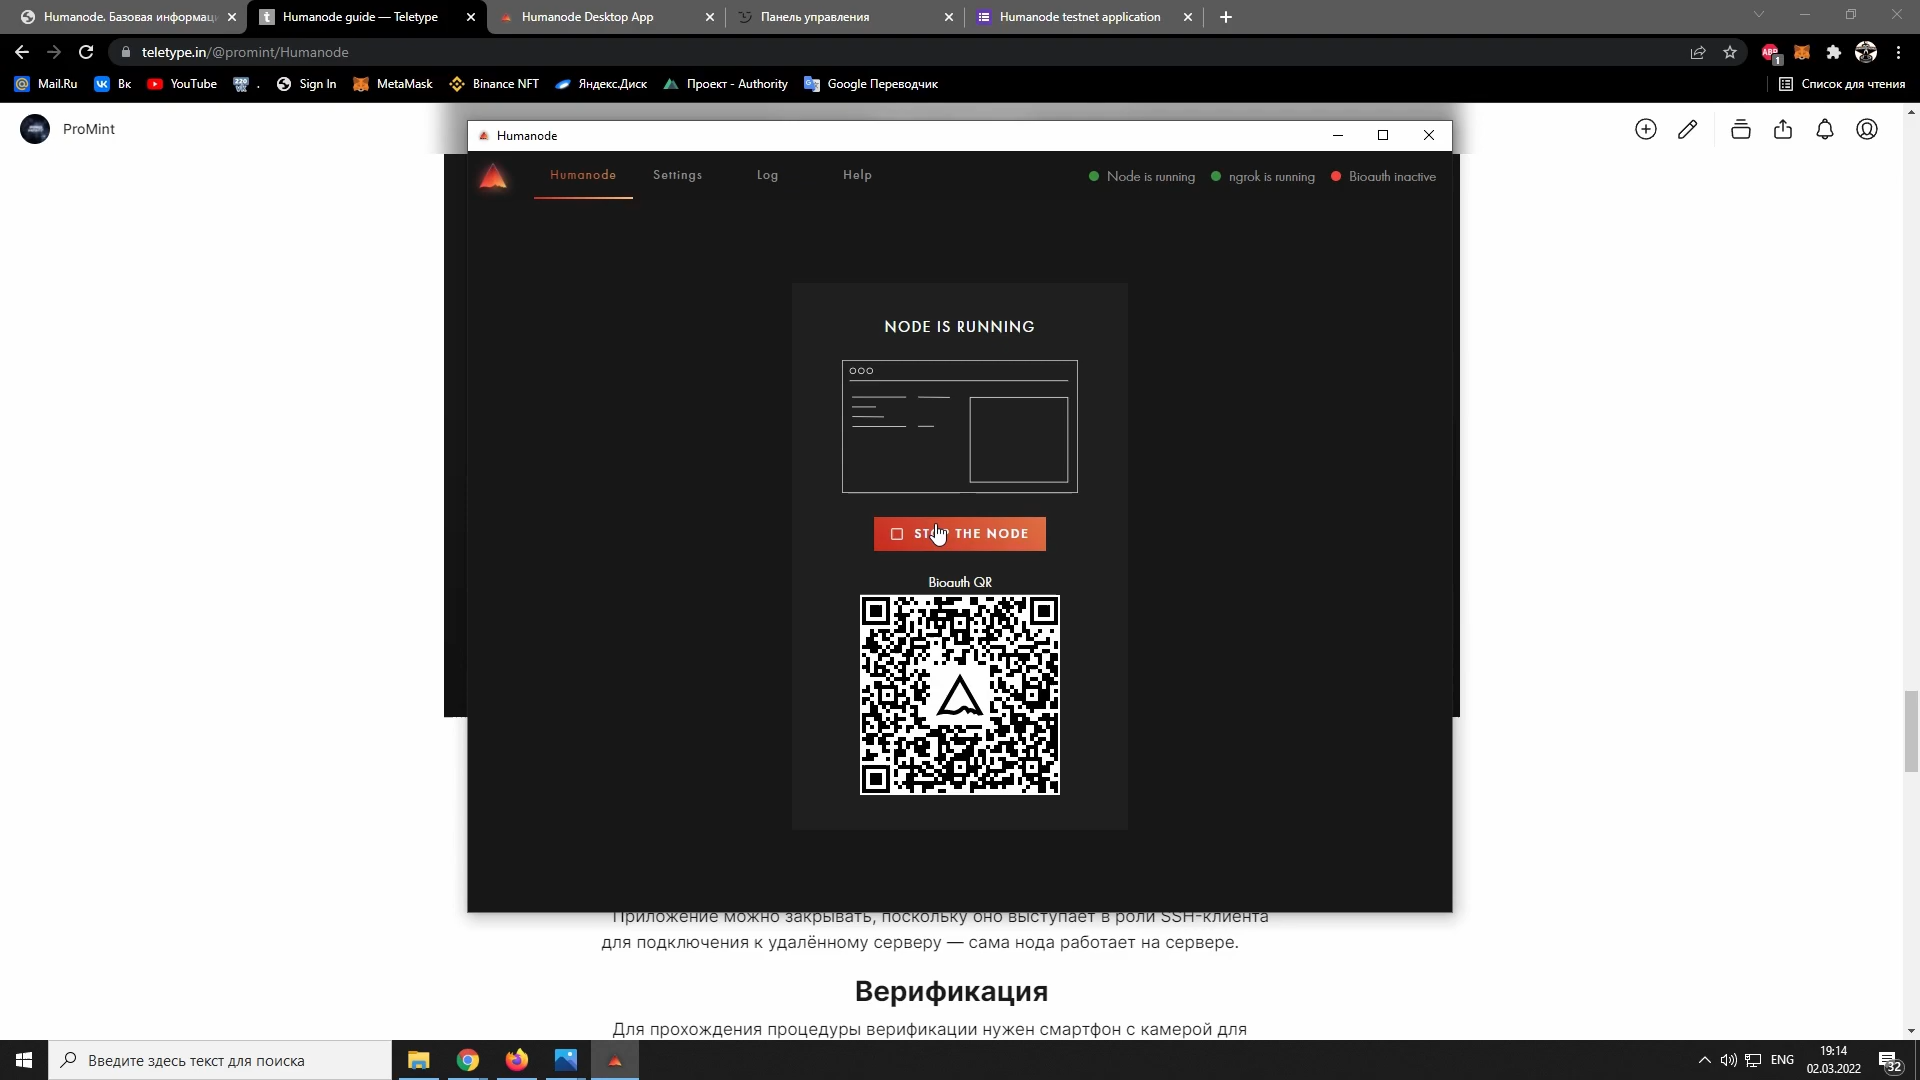 Humanode. Базовая информаци
Humanode guide — Teletype
Humanode Desktop App
Панель управления
Humanode testnet application
teletype.in/@promint/Humanode
ABP
1
Mail.Ru
Вк
YouTube
.
Sign In
MetaMask
Binance NFT
Яндекс.Диск
Проект - Authority
Google Переводчик
Список для чтения
ProMint
Humanode
Humanode
Settings
Log
Help
Node is running
ngrok is running
Bioauth inactive
NODE IS RUNNING
STOP THE NODE
Bioauth QR
Приложение можно закрывать, поскольку оно выступает в роли SSH-клиента
для подключения к удалённому серверу — сама нода работает на сервере.
Верификация
Для прохождения процедуры верификации нужен смартфон с камерой для
Введите здесь текст для поиска
ENG
19:14
02.03.2022
32